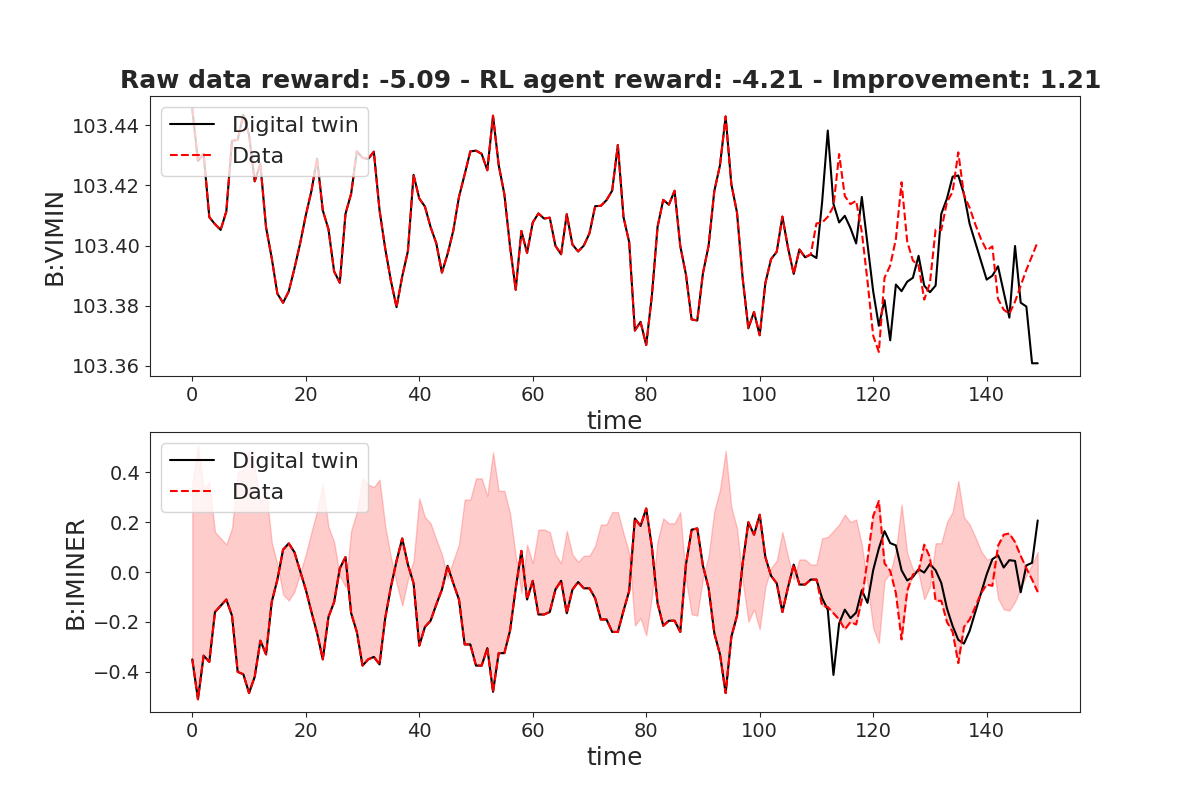 Raw data reward: -5.09 - RL agent reward: -4.21 - Improvement: 1.21
Digital twin
Data
B:VIMIN
103.44
103.42
103.40
103.38
103.36
0 20 40 60 80 100 120 140
time
Digital twin
Data
B:IMINER
0.4
0.2
0.0
−0.2
−0.4
0 20 40 60 80 100 120 140
time